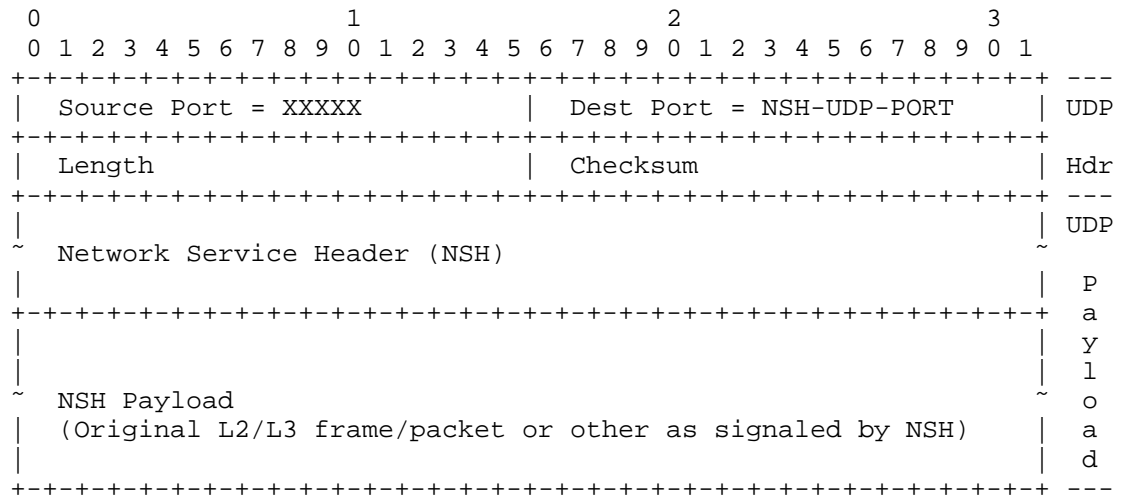 0                   1                   2                   3
 0 1 2 3 4 5 6 7 8 9 0 1 2 3 4 5 6 7 8 9 0 1 2 3 4 5 6 7 8 9 0 1
+-+-+-+-+-+-+-+-+-+-+-+-+-+-+-+-+-+-+-+-+-+-+-+-+-+-+-+-+-+-+-+-+ ---
|  Source Port = XXXXX          |  Dest Port = NSH-UDP-PORT     | UDP
+-+-+-+-+-+-+-+-+-+-+-+-+-+-+-+-+-+-+-+-+-+-+-+-+-+-+-+-+-+-+-+-+
|  Length                       |  Checksum                     | Hdr
+-+-+-+-+-+-+-+-+-+-+-+-+-+-+-+-+-+-+-+-+-+-+-+-+-+-+-+-+-+-+-+-+ ---
|                                                               | UDP
~  Network Service Header (NSH)                                 ~
|                                                               |  P
+-+-+-+-+-+-+-+-+-+-+-+-+-+-+-+-+-+-+-+-+-+-+-+-+-+-+-+-+-+-+-+-+  a
|                                                               |  y
|                                                               |  l
~  NSH Payload                                                  ~  o
|  (Original L2/L3 frame/packet or other as signaled by NSH)    |  a
|                                                               |  d
+-+-+-+-+-+-+-+-+-+-+-+-+-+-+-+-+-+-+-+-+-+-+-+-+-+-+-+-+-+-+-+-+ ---